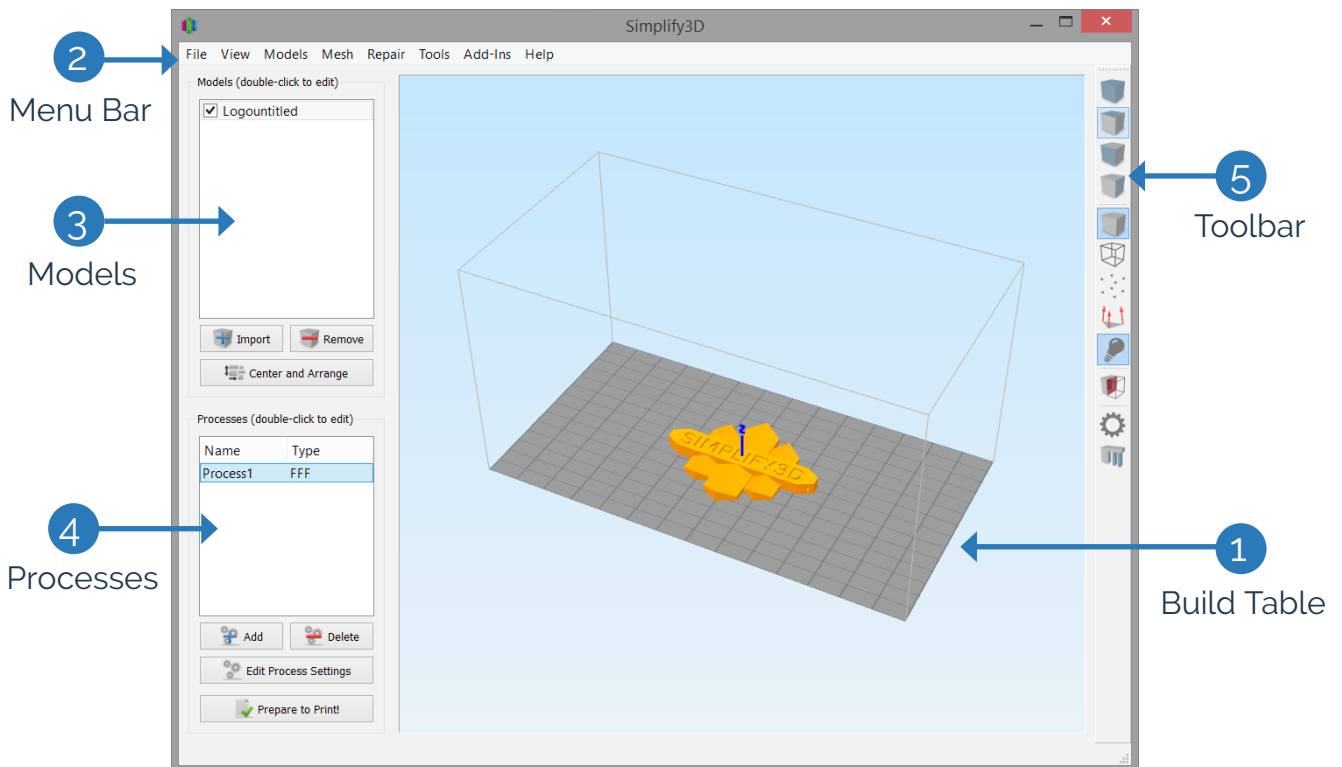 Simplify3D
File View Models Mesh Repair Tools Add-Ins Help
2
Menu Bar
Models (double-click to edit)
Logountitled
3
Models
Import Remove
Center and Arrange
Processes (double-click to edit)
Name Type
Process1 FFF
4
Processes
Add Delete
Edit Process Settings
Prepare to Print!
Z
SIMPLIFY3D
5
Toolbar
1
Build Table